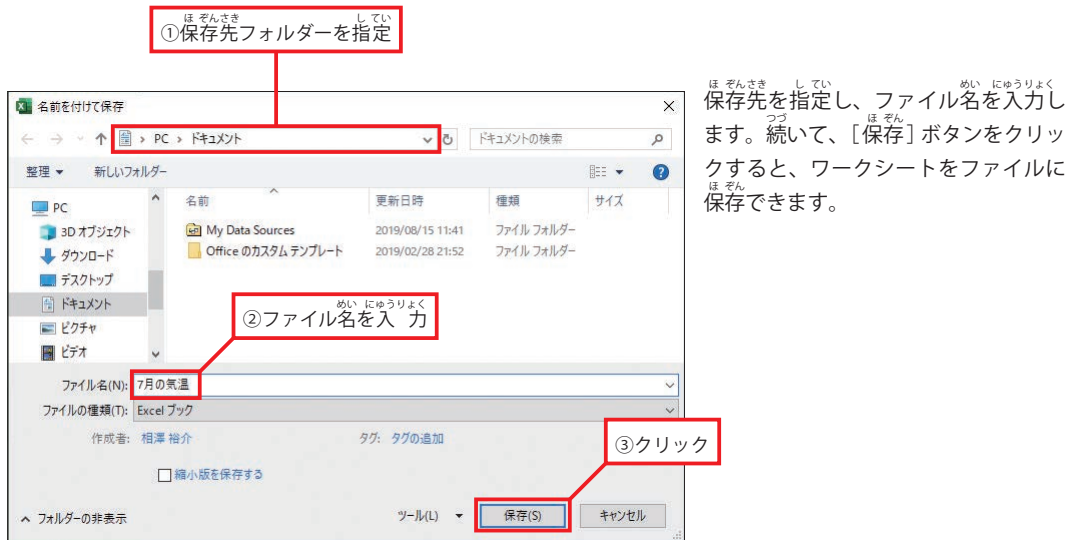 ①保存先フォルダーを指定
名前を付けて保存
PC › ドキュメント
ドキュメントの検索
整理
新しいフォルダー
名前 更新日時 種類 サイズ
PC
3D オブジェクト
ダウンロード
デスクトップ
ドキュメント
ピクチャ
ビデオ
My Data Sources 2019/08/15 11:41 ファイル フォルダー
Office のカスタム テンプレート 2019/02/28 21:52 ファイル フォルダー
②ファイル名を入力
ファイル名(N): 7月の気温
ファイルの種類(T): Excel ブック
作成者: 相澤 裕介 タグ: タグの追加
縮小版を保存する
③クリック
フォルダーの非表示
ツール(L) 保存(S) キャンセル
保存先を指定し、ファイル名を入力し
ます。続いて、[保存]ボタンをクリッ
クすると、ワークシートをファイルに
保存できます。